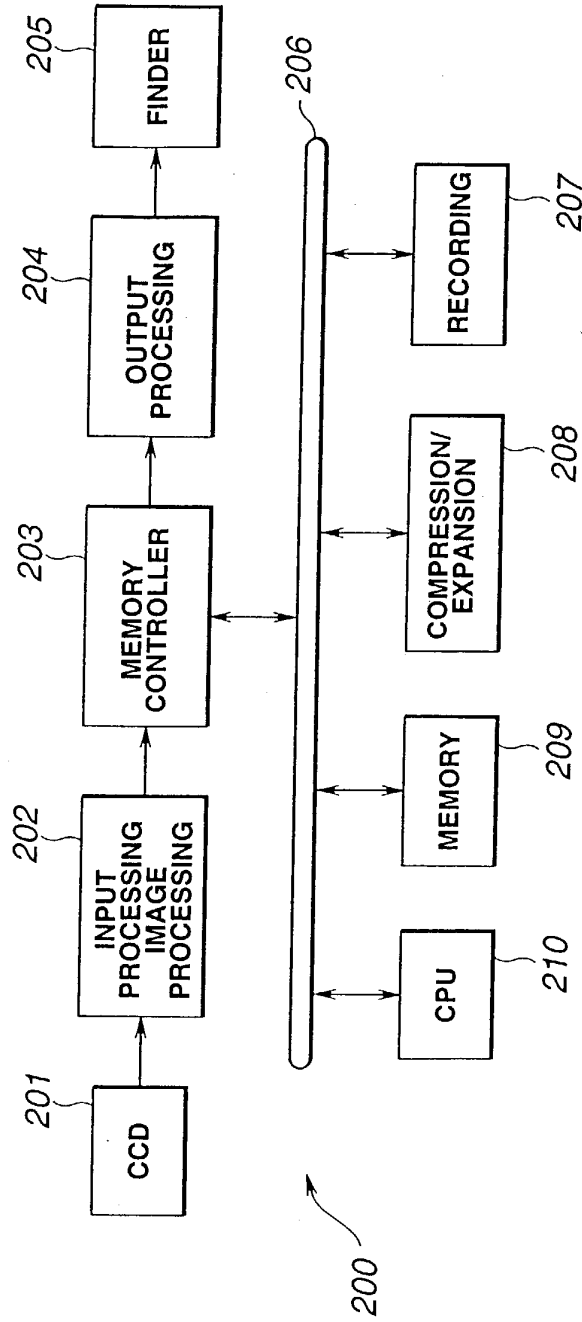 201
CCD
202
INPUT
PROCESSING
IMAGE
PROCESSING
203
MEMORY
CONTROLLER
204
OUTPUT
PROCESSING
205
FINDER
206
200
CPU
210
MEMORY
209
COMPRESSION/
EXPANSION
208
RECORDING
207